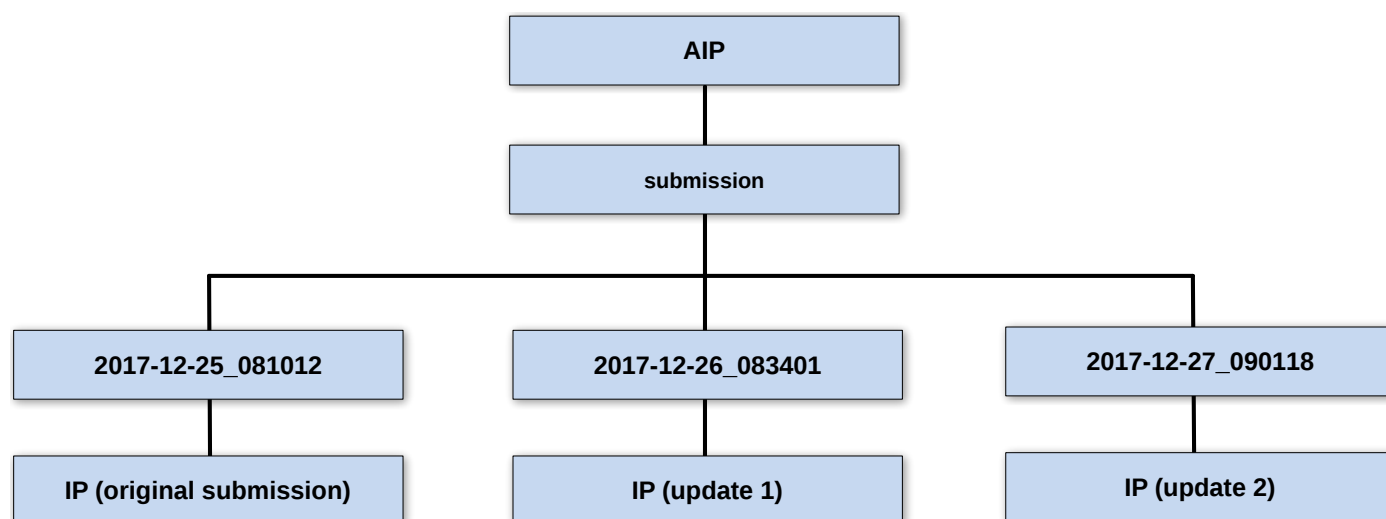 AIP
submission
2017-12-25_081012
2017-12-26_083401
2017-12-27_090118
IP (original submission)
IP (update 1)
IP (update 2)